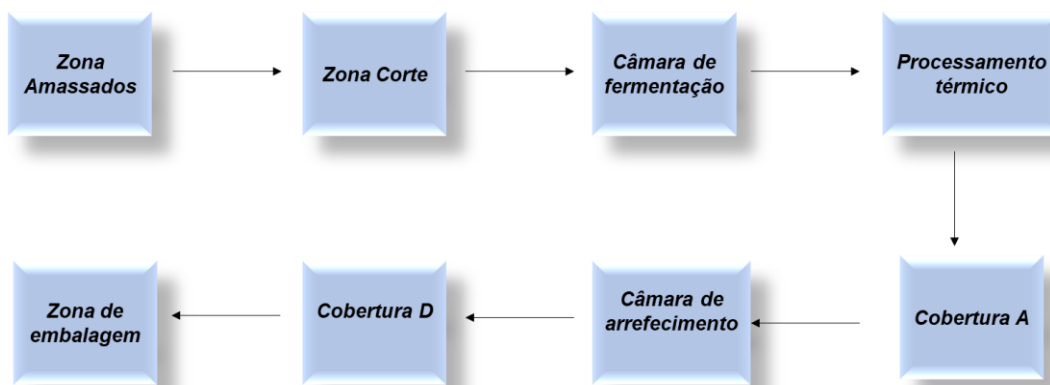 Zona
Amassados
Zona Corte
Câmara de
fermentação
Processamento
térmico
Cobertura A
Câmara de
arrefecimento
Cobertura D
Zona de
embalagem